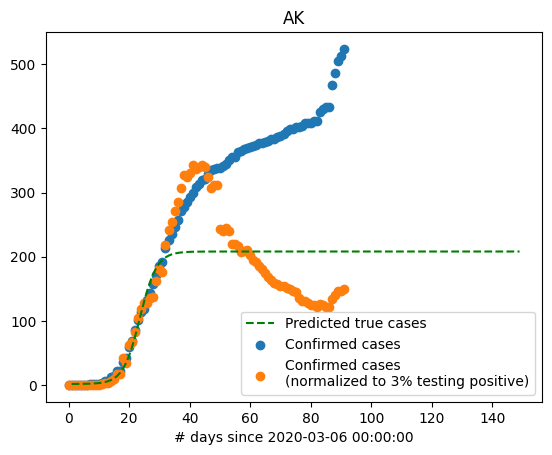 AK
500
400
300
200
100
0
Predicted true cases
Confirmed cases
Confirmed cases
(normalized to 3% testing positive)
0 20 40 60 80 100 120 140
# days since 2020-03-06 00:00:00